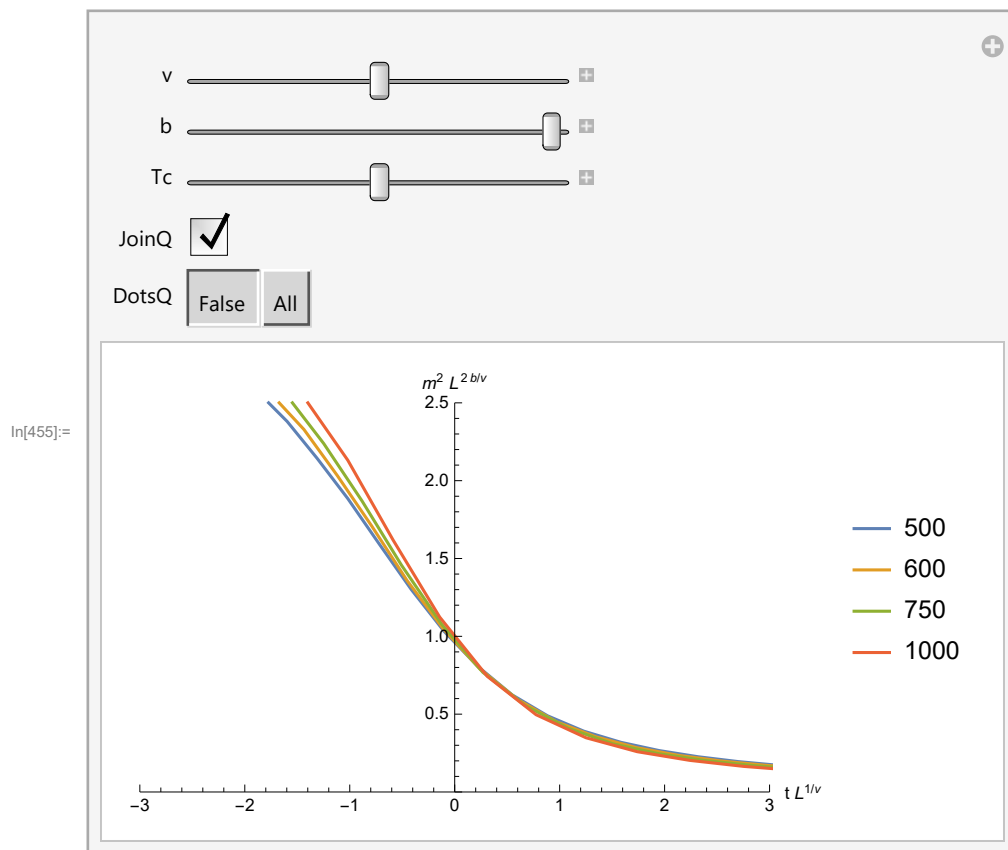 v
b
Tc
JoinQ
DotsQ False All
In[455]:=
m² L^2 b/v
2.5
2.0
1.5
1.0
0.5
−3 −2 −1 0 1 2 3
t L^1/v
500
600
750
1000